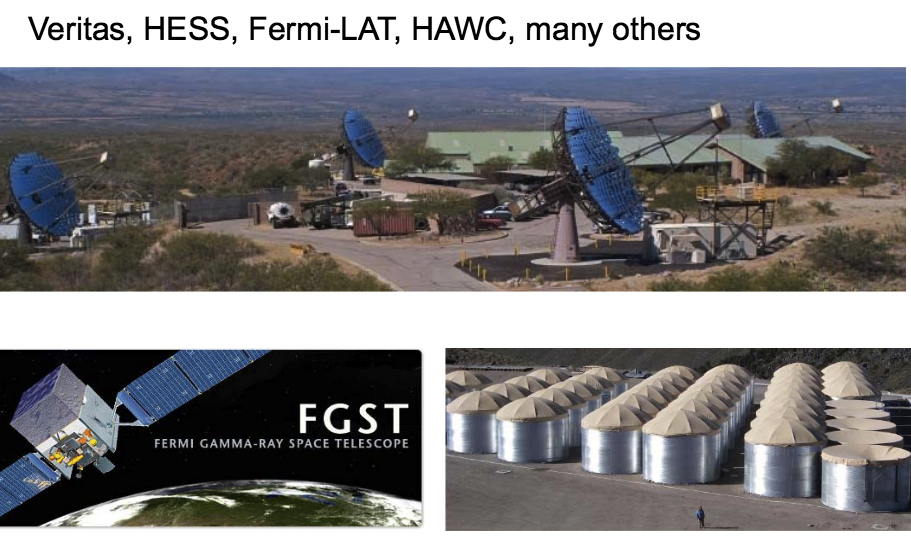 Veritas, HESS, Fermi-LAT, HAWC, many others
FGST
FERMI GAMMA-RAY SPACE TELESCOPE